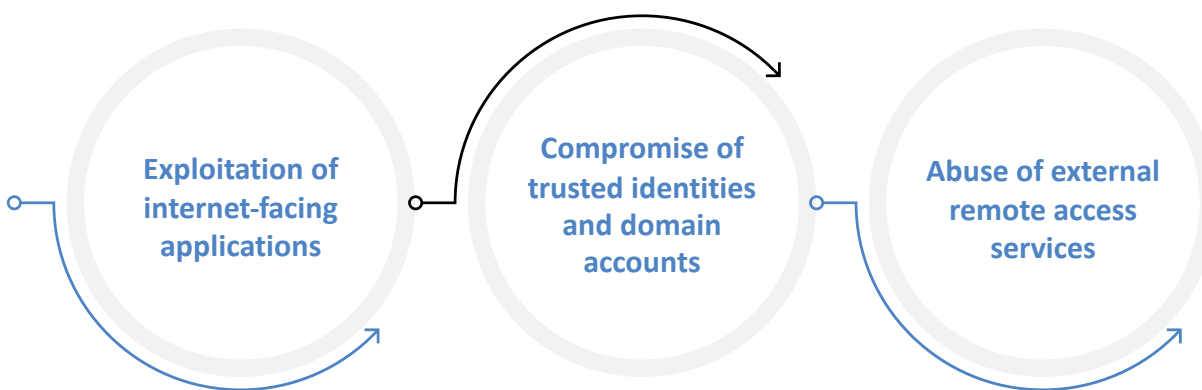 Exploitation of
internet-facing
applications
Compromise of
trusted identities
and domain
accounts
Abuse of external
remote access
services